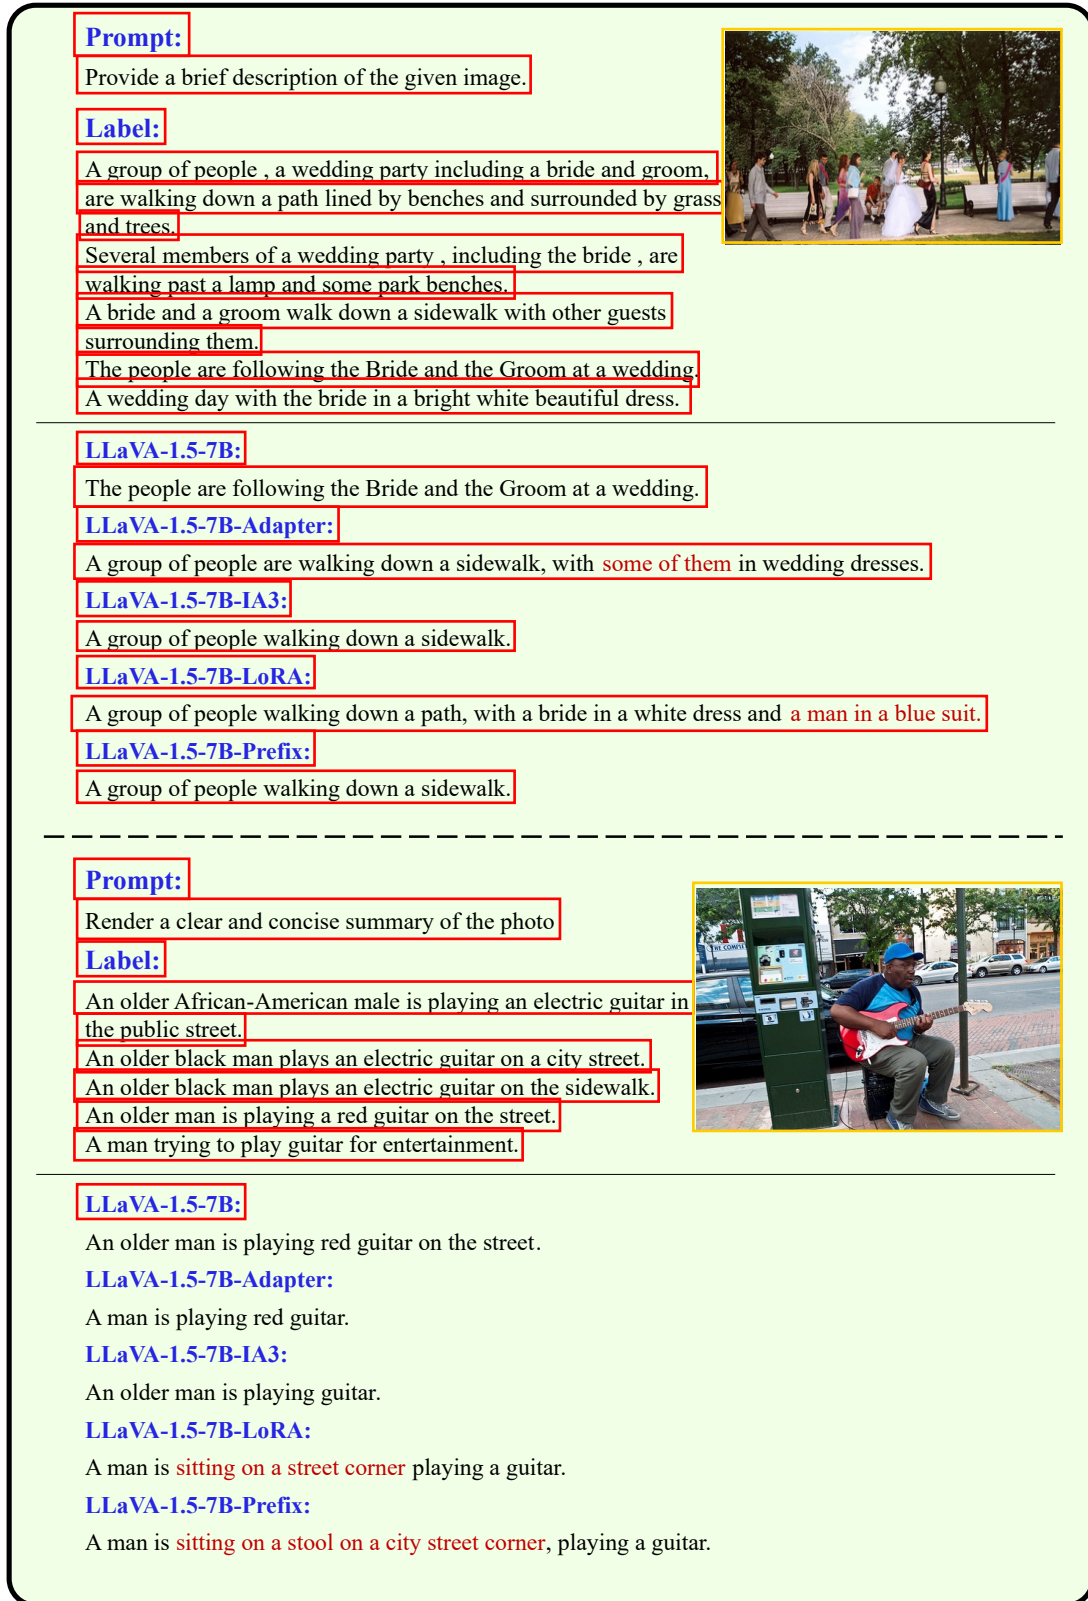 Prompt:
Provide a brief description of the given image.
Label:
A group of people , a wedding party including a bride and groom,
are walking down a path lined by benches and surrounded by grass
and trees.
Several members of a wedding party , including the bride , are
walking past a lamp and some park benches.
A bride and a groom walk down a sidewalk with other guests
surrounding them.
The people are following the Bride and the Groom at a wedding.
A wedding day with the bride in a bright white beautiful dress.
LLaVA-1.5-7B:
The people are following the Bride and the Groom at a wedding.
LLaVA-1.5-7B-Adapter:
A group of people are walking down a sidewalk, with some of them in wedding dresses.
LLaVA-1.5-7B-IA3:
A group of people walking down a sidewalk.
LLaVA-1.5-7B-LoRA:
A group of people walking down a path, with a bride in a white dress and a man in a blue suit.
LLaVA-1.5-7B-Prefix:
A group of people walking down a sidewalk.
Prompt:
Render a clear and concise summary of the photo
Label:
An older African-American male is playing an electric guitar in
the public street.
An older black man plays an electric guitar on a city street.
An older black man plays an electric guitar on the sidewalk.
An older man is playing a red guitar on the street.
A man trying to play guitar for entertainment.
THE COMPLE
LLaVA-1.5-7B:
An older man is playing red guitar on the street.
LLaVA-1.5-7B-Adapter:
A man is playing red guitar.
LLaVA-1.5-7B-IA3:
An older man is playing guitar.
LLaVA-1.5-7B-LoRA:
A man is sitting on a street corner playing a guitar.
LLaVA-1.5-7B-Prefix:
A man is sitting on a stool on a city street corner, playing a guitar.